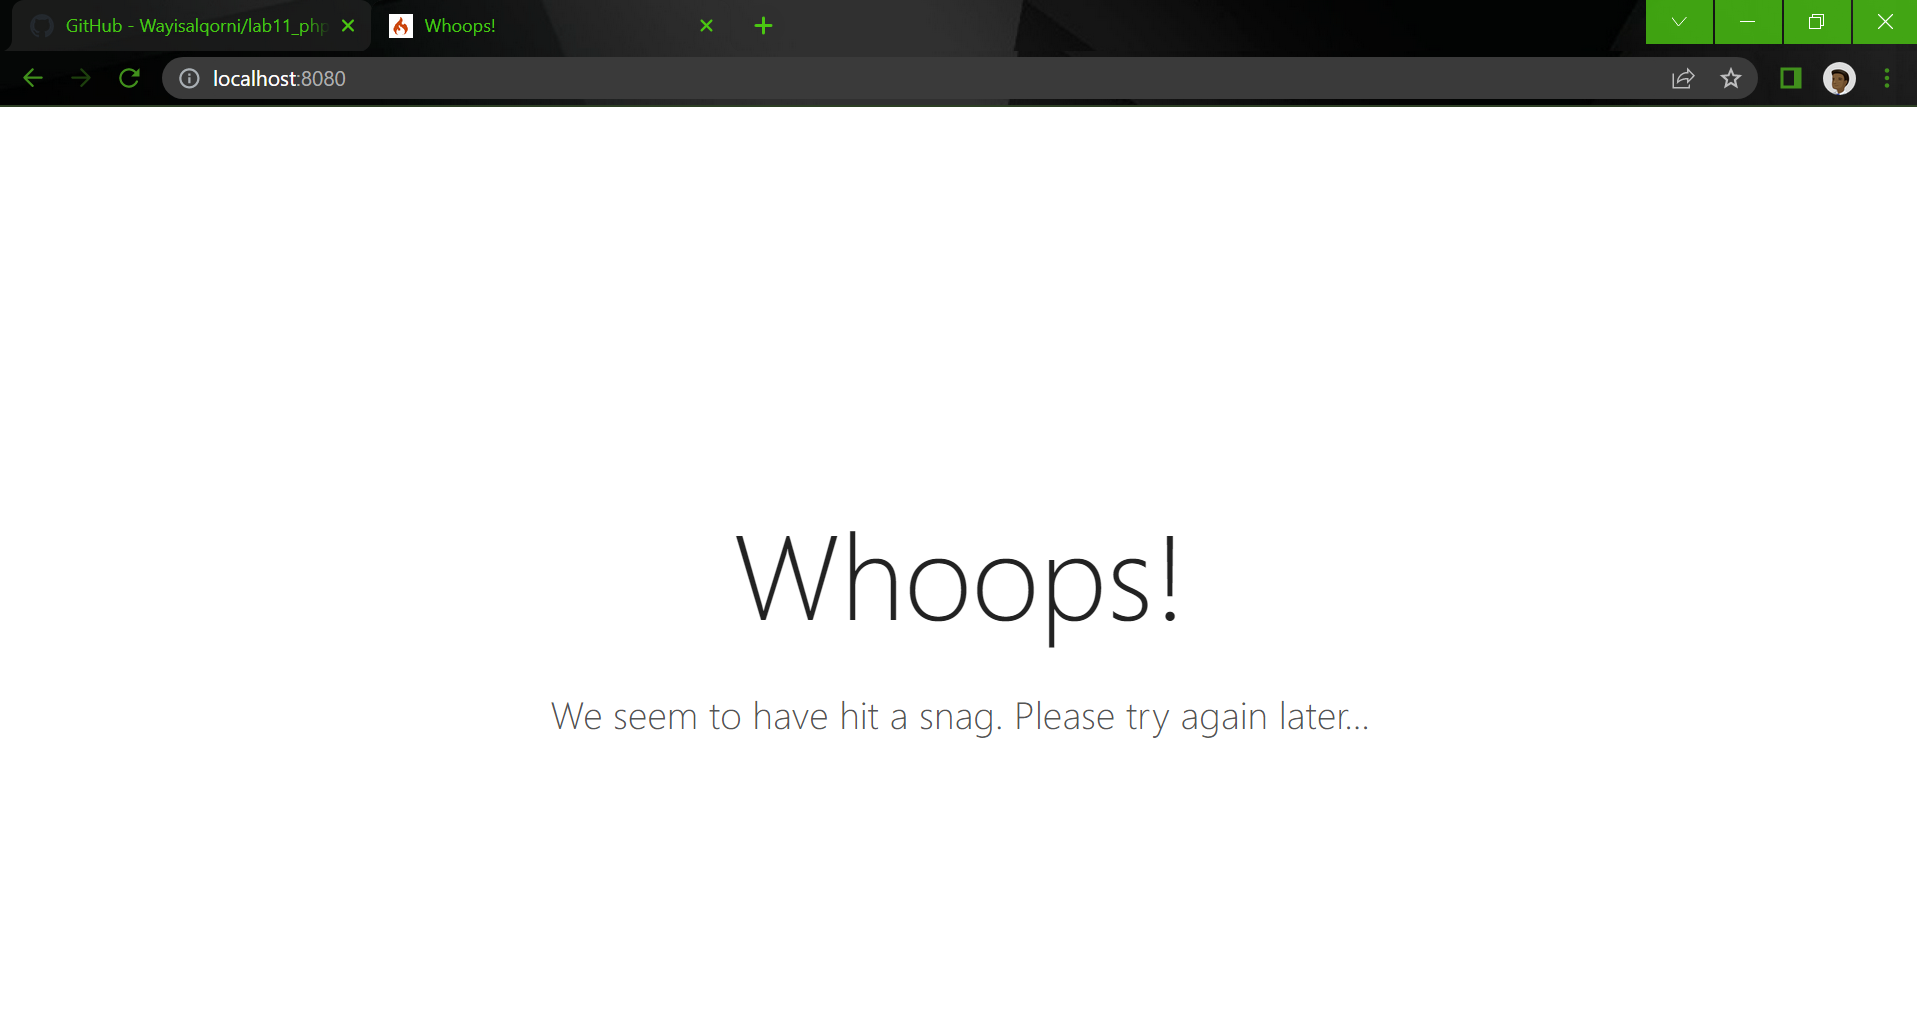 GitHub - Wayisalqorni/lab11_php
Whoops!
localhost:8080
Whoops!
We seem to have hit a snag. Please try again later...